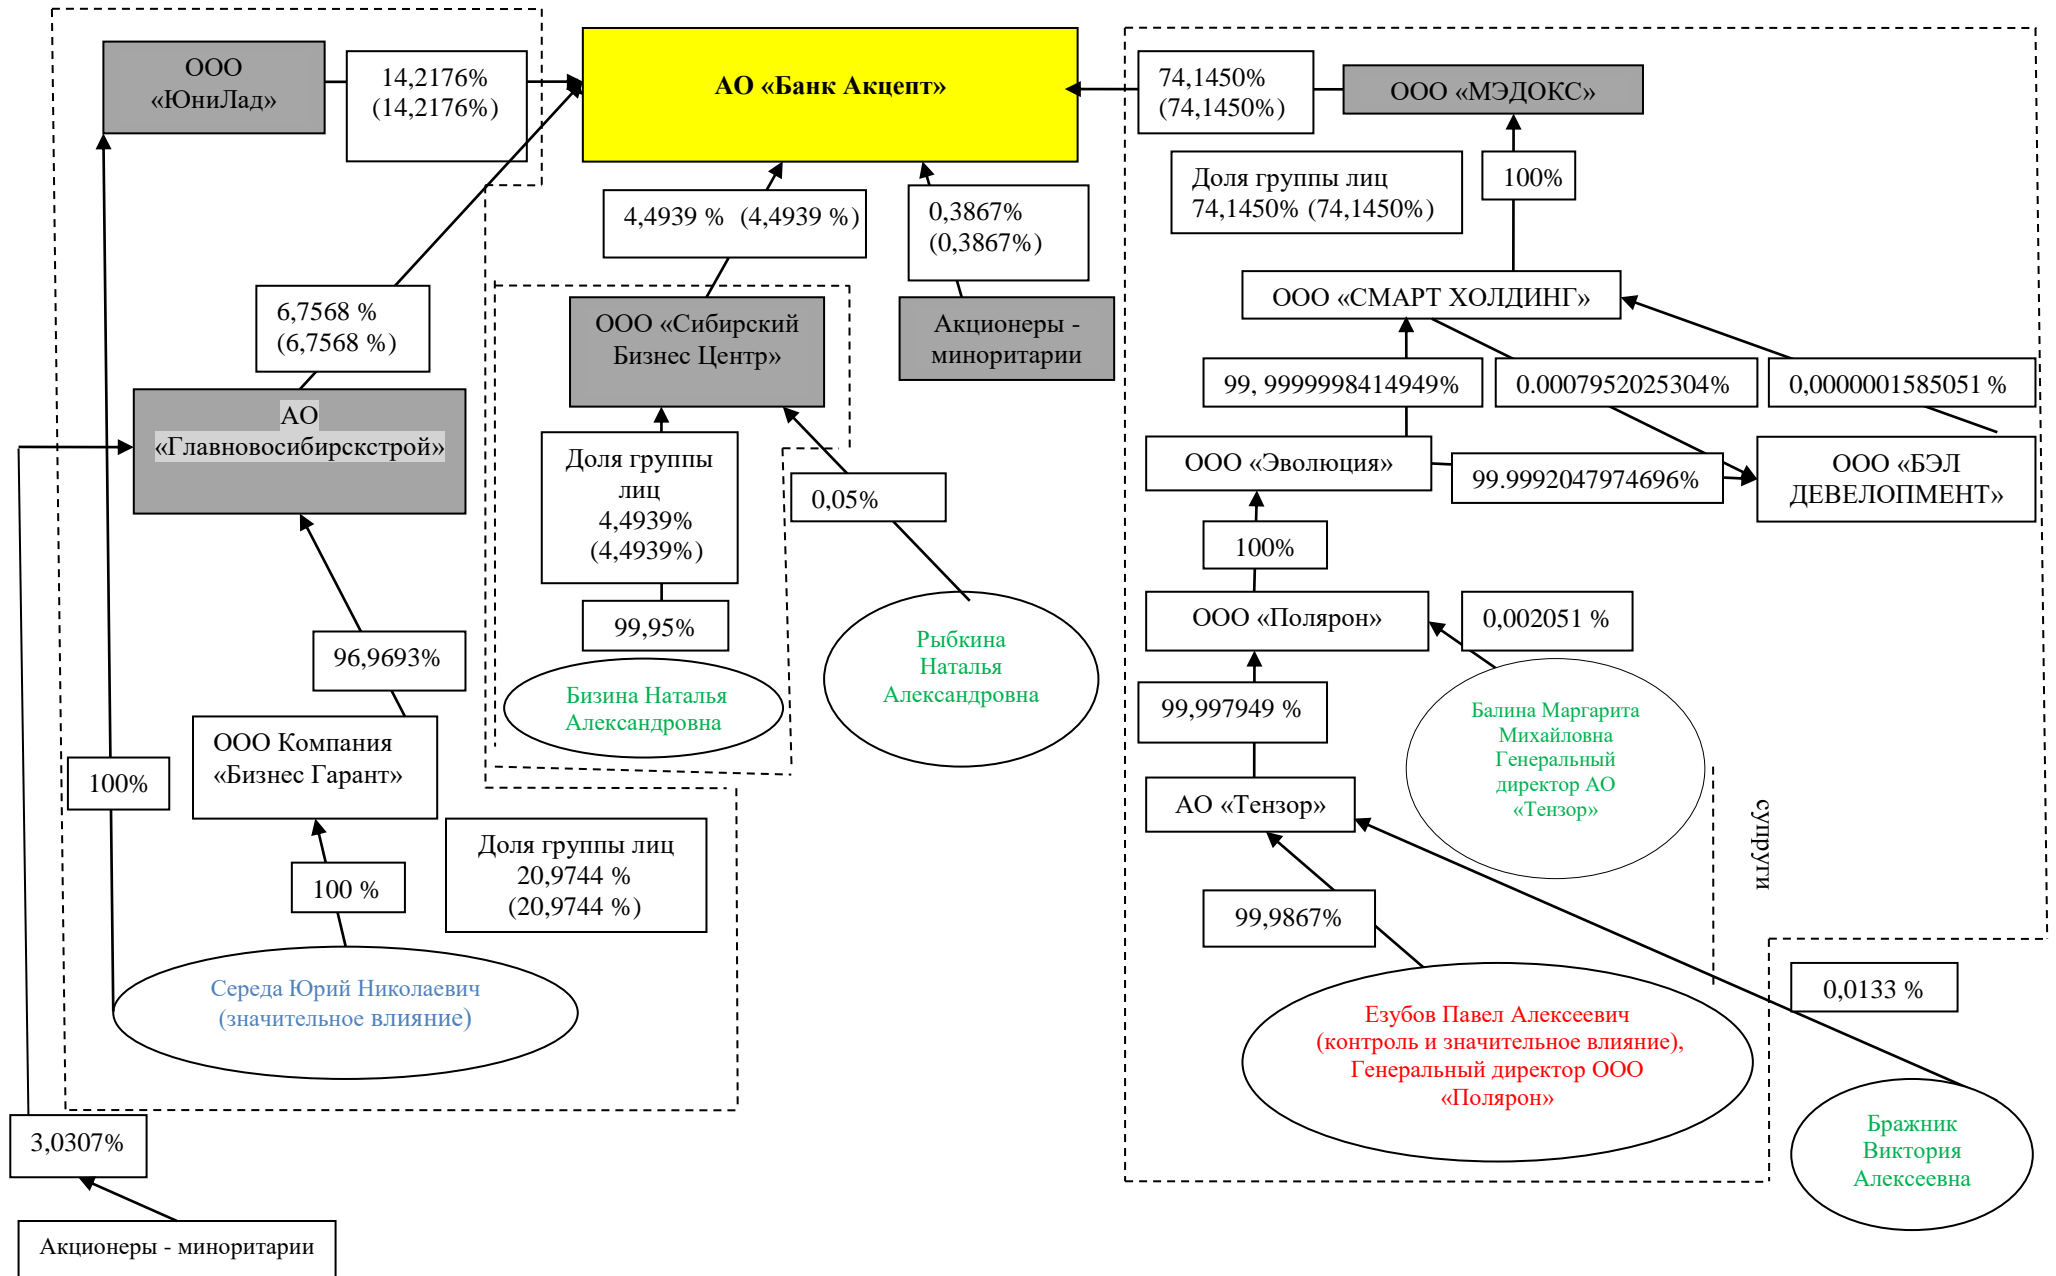 ООО
«ЮниЛад»
14,2176%
(14,2176%)
АО «Банк Акцепт»
74,1450%
(74,1450%)
ООО «МЭДОКС»
Доля группы лиц
74,1450% (74,1450%)
100%
4,4939 % (4,4939 %)
0,3867%
(0,3867%)
6,7568 %
(6,7568 %)
ООО «Сибирский
Бизнес Центр»
Акционеры -
миноритарии
ООО «СМАРТ ХОЛДИНГ»
99, 9999998414949%
0.0007952025304%
0,0000001585051 %
АО
«Главновосибирскстрой»
Доля группы
лиц
4,4939%
(4,4939%)
0,05%
ООО «Эволюция»
99.9992047974696%
ООО «БЭЛ
ДЕВЕЛОПМЕНТ»
100%
99,95%
ООО «Полярон»
0,002051 %
96,9693%
Бизина Наталья
Александровна
Рыбкина
Наталья
Александровна
99,997949 %
Балина Маргарита
Михайловна
Генеральный
директор АО
«Тензор»
ООО Компания
«Бизнес Гарант»
100%
АО «Тензор»
супруги
Доля группы лиц
20,9744 %
(20,9744 %)
100 %
99,9867%
Середа Юрий Николаевич
(значительное влияние)
0,0133 %
Езубов Павел Алексеевич
(контроль и значительное влияние),
Генеральный директор ООО
«Полярон»
3,0307%
Бражник
Виктория
Алексеевна
Акционеры - миноритарии